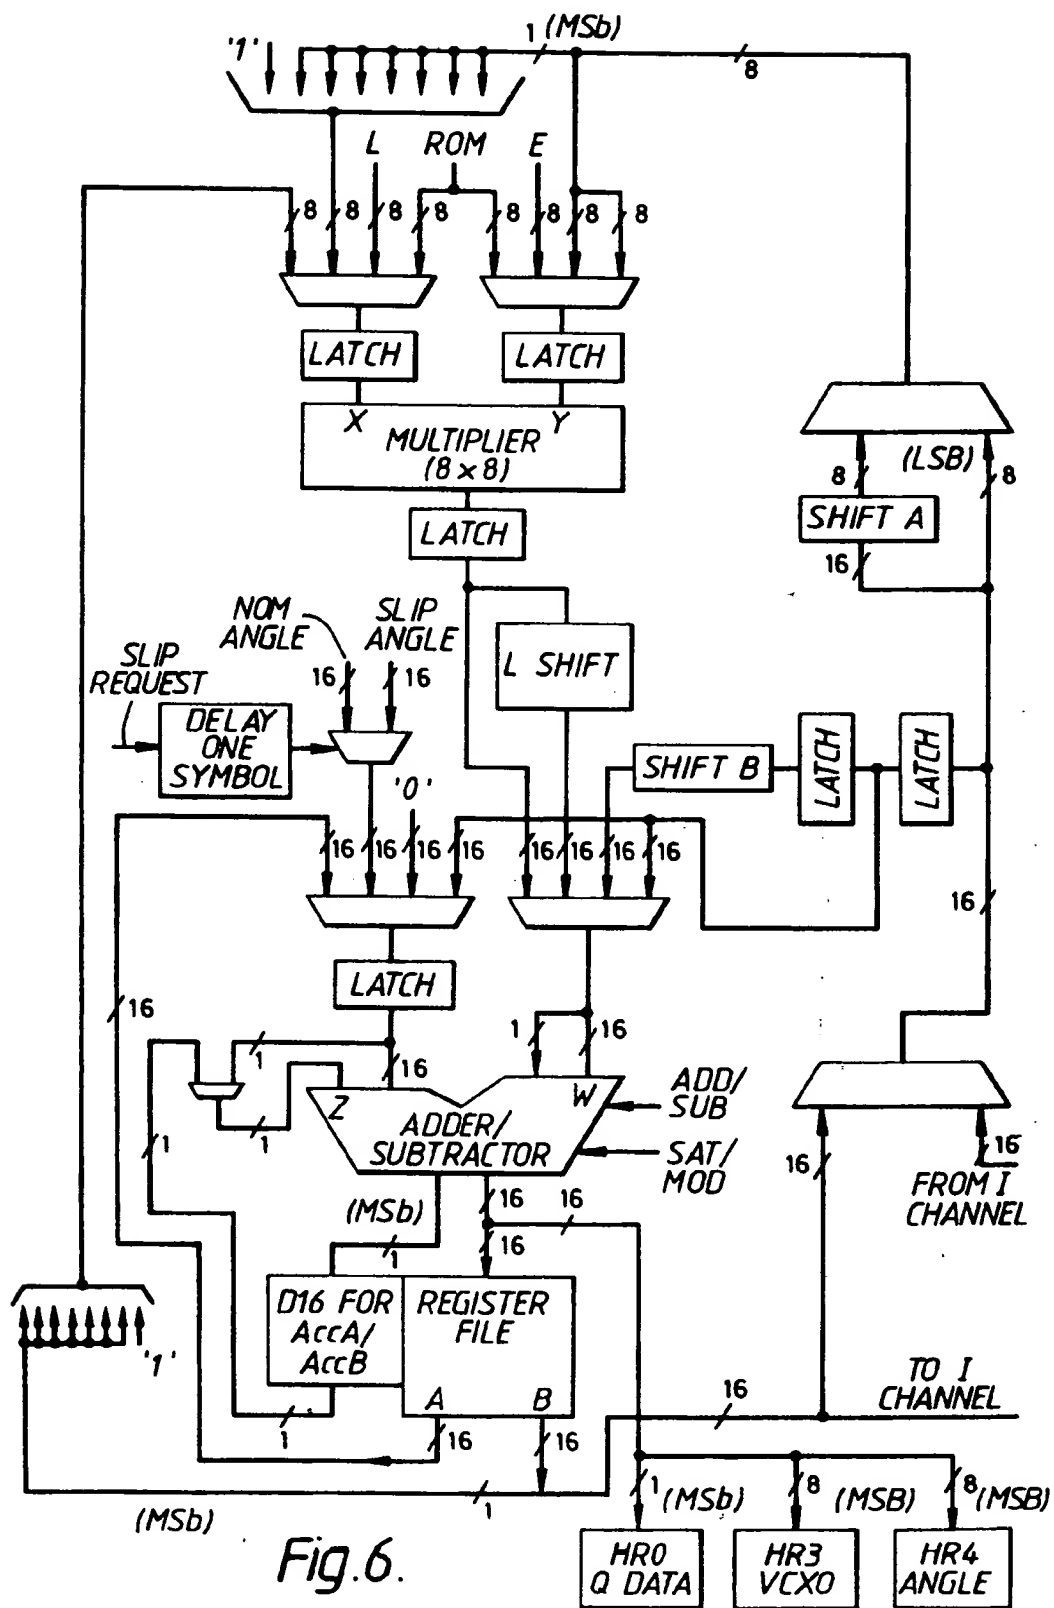 1 (MSb)
'1'
8
L ROM E
8 8 8 8 8 8 8 8
LATCH LATCH
X Y
MULTIPLIER
(8 x 8)
(LSB)
8 8
LATCH
SHIFT A
16
NOM
ANGLE
SLIP
ANGLE
L SHIFT
SLIP
REQUEST
16 16
DELAY
ONE
SYMBOL
SHIFT B
LATCH
LATCH
'0'
16 16 16 16 16 16 16 16
16
LATCH
16
1 16 1 16
Z W
ADD/
SUB
ADDER/
SUBTRACTOR
SAT/
MOD
1 1
16 16
FROM I
CHANNEL
(MSb)
16 16
1 16
D16 FOR
AccA/
AccB
REGISTER
FILE
'1'
A B
TO I
CHANNEL
16
1 16 16
(MSb)
1
1 (MSb) 8 (MSB) 8 (MSB)
HR0
Q DATA
HR3
VCXO
HR4
ANGLE
Fig.6.